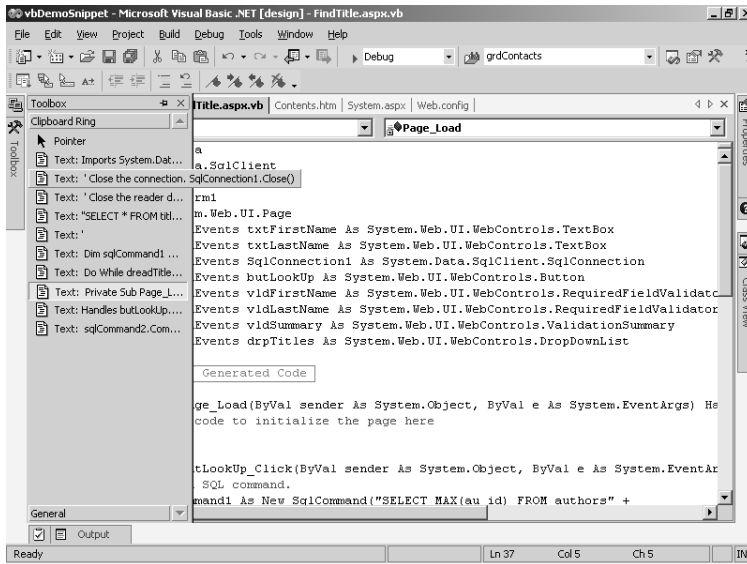 vbDemoSnippet - Microsoft Visual Basic .NET [design] - FindTitle.aspx.vb
File Edit View Project Build Debug Tools Window Help
Debug grdContacts
Toolbox
Title.aspx.vb Contents.htm System.aspx Web.config
Clipboard Ring
Page_Load
Toolbox
Properties
Class View
Pointer
Text: Imports System.Dat...
Text: ' Close the connection. SqlConnection1.Close()
Text: ' Close the reader d...
Text: "SELECT * FROM titl...
Text: '
Text: Dim sqlCommand1 ...
Text: Do While dreadTitle...
Text: Private Sub Page_L...
Text: Handles butLookUp....
Text: sqlCommand2.Com...
General
a
a.SqlClient
rm1
m.Web.UI.Page
Events txtFirstName As System.Web.UI.WebControls.TextBox
Events txtLastName As System.Web.UI.WebControls.TextBox
Events SqlConnection1 As System.Data.SqlClient.SqlConnection
Events butLookUp As System.Web.UI.WebControls.Button
Events vldFirstName As System.Web.UI.WebControls.RequiredFieldValidato
Events vldLastName As System.Web.UI.WebControls.RequiredFieldValidator
Events vldSummary As System.Web.UI.WebControls.ValidationSummary
Events drpTitles As System.Web.UI.WebControls.DropDownList
Generated Code
ge_Load(ByVal sender As System.Object, ByVal e As System.EventArgs) Ha
code to initialize the page here
tLookUp_Click(ByVal sender As System.Object, ByVal e As System.EventAr
SQL command.
mand1 As New SqlCommand("SELECT MAX(au_id) FROM authors" +
Output
Ready Ln 37 Col 5 Ch 5 IN